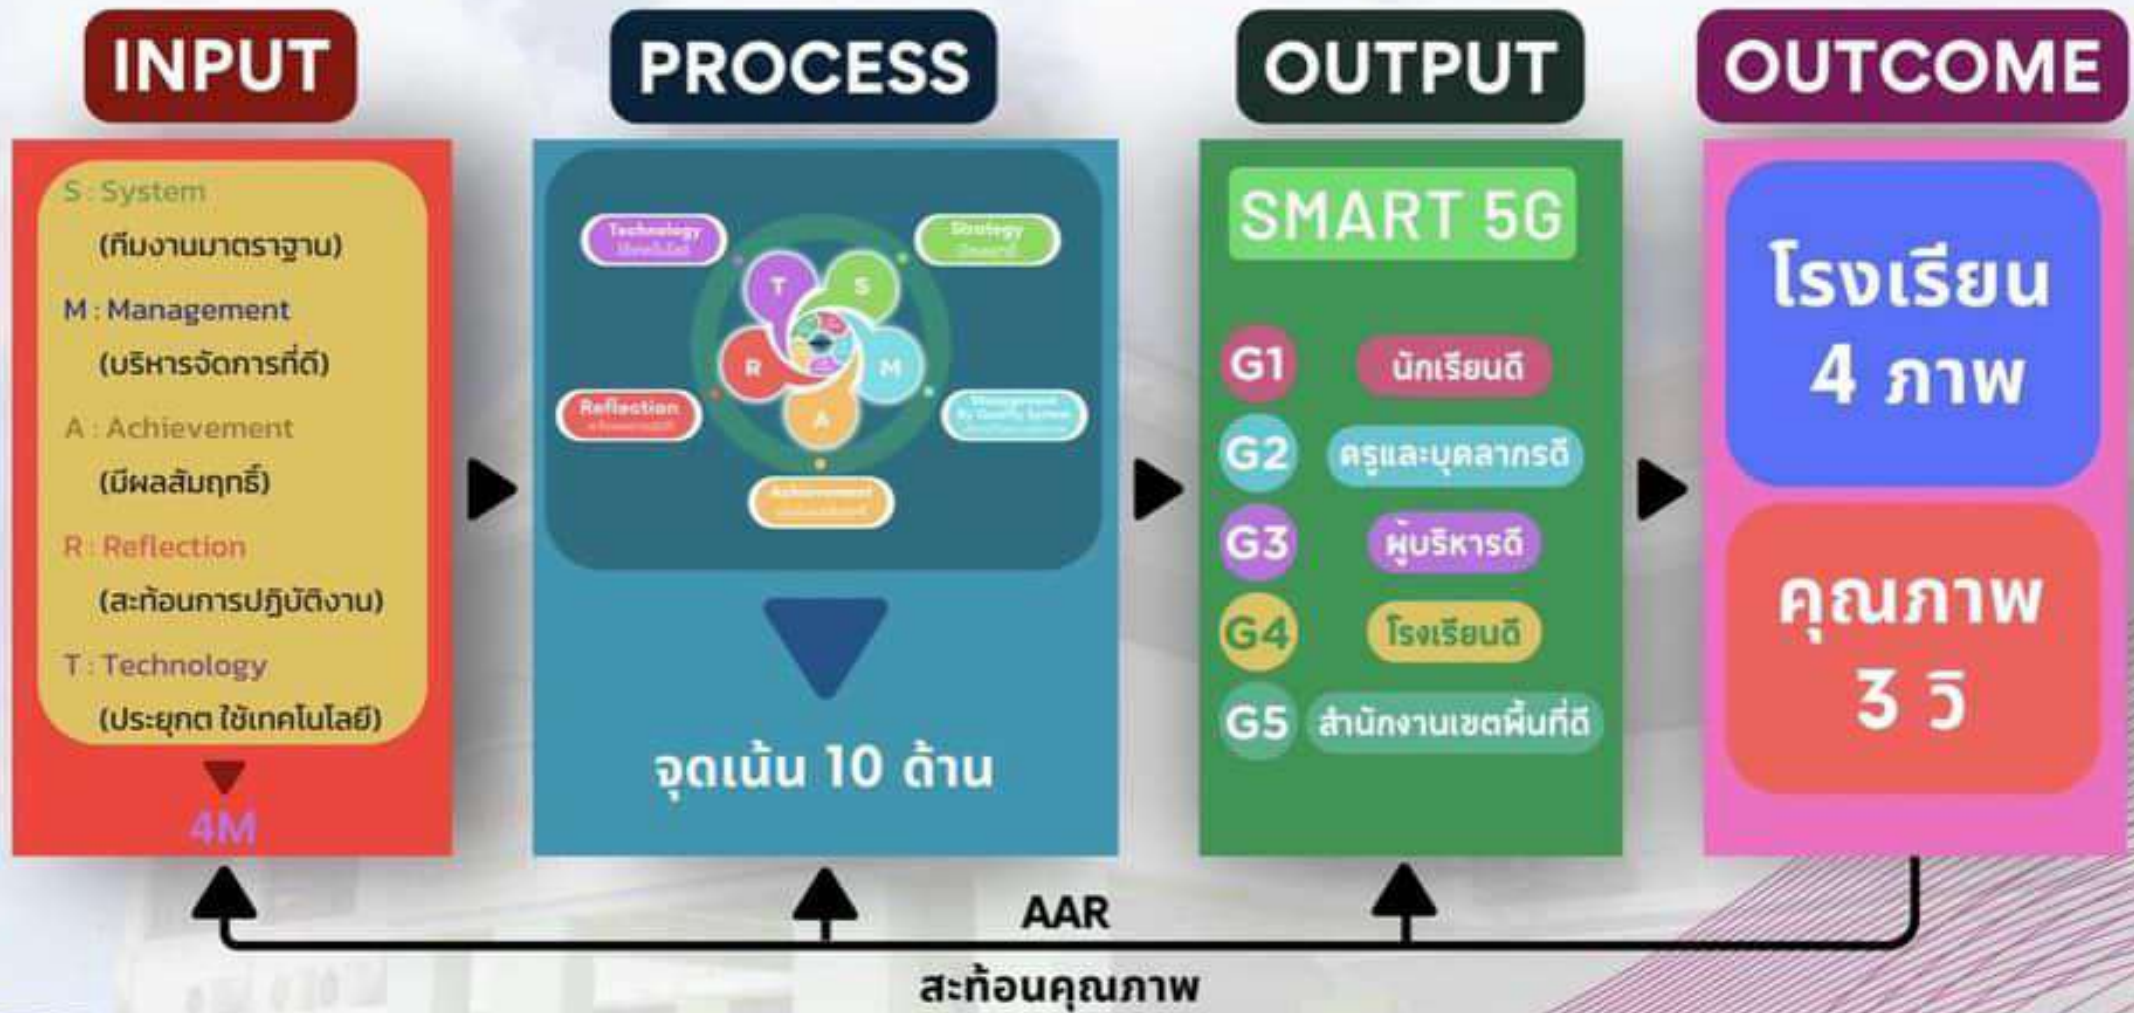 INPUT
S : System
(ทีมงานมาตราฐาน)
M : Management
(บริหารจัดการที่ดี)
A : Achievement
(มีผลสัมฤทธิ์)
R : Reflection
(สะท้อนการปฏิบัติงาน)
T : Technology
(ประยุกต ใช้เทคโนโลยี)
4M
PROCESS
Technology
Strategy
T
S
R
M
A
Reflection
Management
By Quality System
Achievement
จุดเน้น 10 ด้าน
OUTPUT
SMART 5G
G1 นักเรียนดี
G2 ครูและบุคลากรดี
G3 ผู้บริหารดี
G4 โรงเรียนดี
G5 สำนักงานเขตพื้นที่ดี
OUTCOME
โรงเรียน
4 ภาพ
คุณภาพ
3 วิ
AAR
สะท้อนคุณภาพ